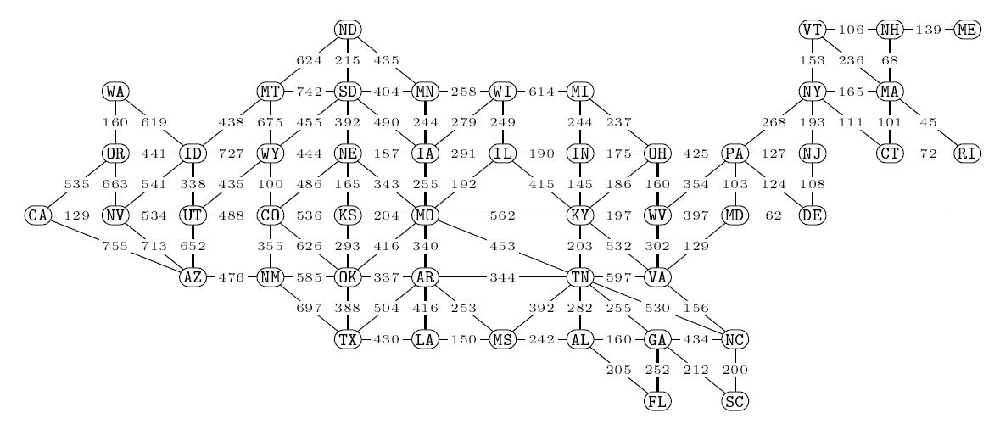 ND VT 106 NH 139 ME
624 215 435 153 236 68
WA MT 742 SD 404 MN 258 WI 614 MI NY 165 MA
160 619 438 675 455 392 490 244 279 249 244 237 268 193 111 101 45
OR 441 ID 727 WY 444 NE 187 IA 291 IL 190 IN 175 OH 425 PA 127 NJ CT 72 RI
535 663 541 338 435 100 486 165 343 255 192 415 145 186 160 354 103 124 108
CA 129 NV 534 UT 488 CO 536 KS 204 MO 562 KY 197 WV 397 MD 62 DE
755 713 652 355 626 293 416 340 453 203 532 302 129
AZ 476 NM 585 OK 337 AR 344 TN 597 VA
697 388 504 416 253 392 282 255 530 156
TX 430 LA 150 MS 242 AL 160 GA 434 NC
205 252 212 200
FL SC